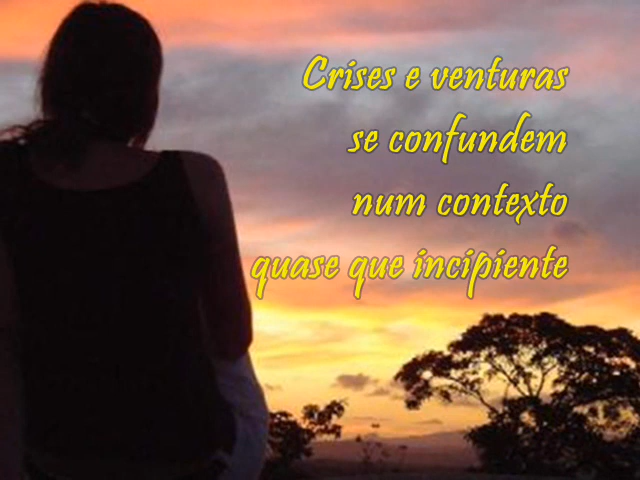 Crises e venturas
se confundem
num contexto
quase que incipiente